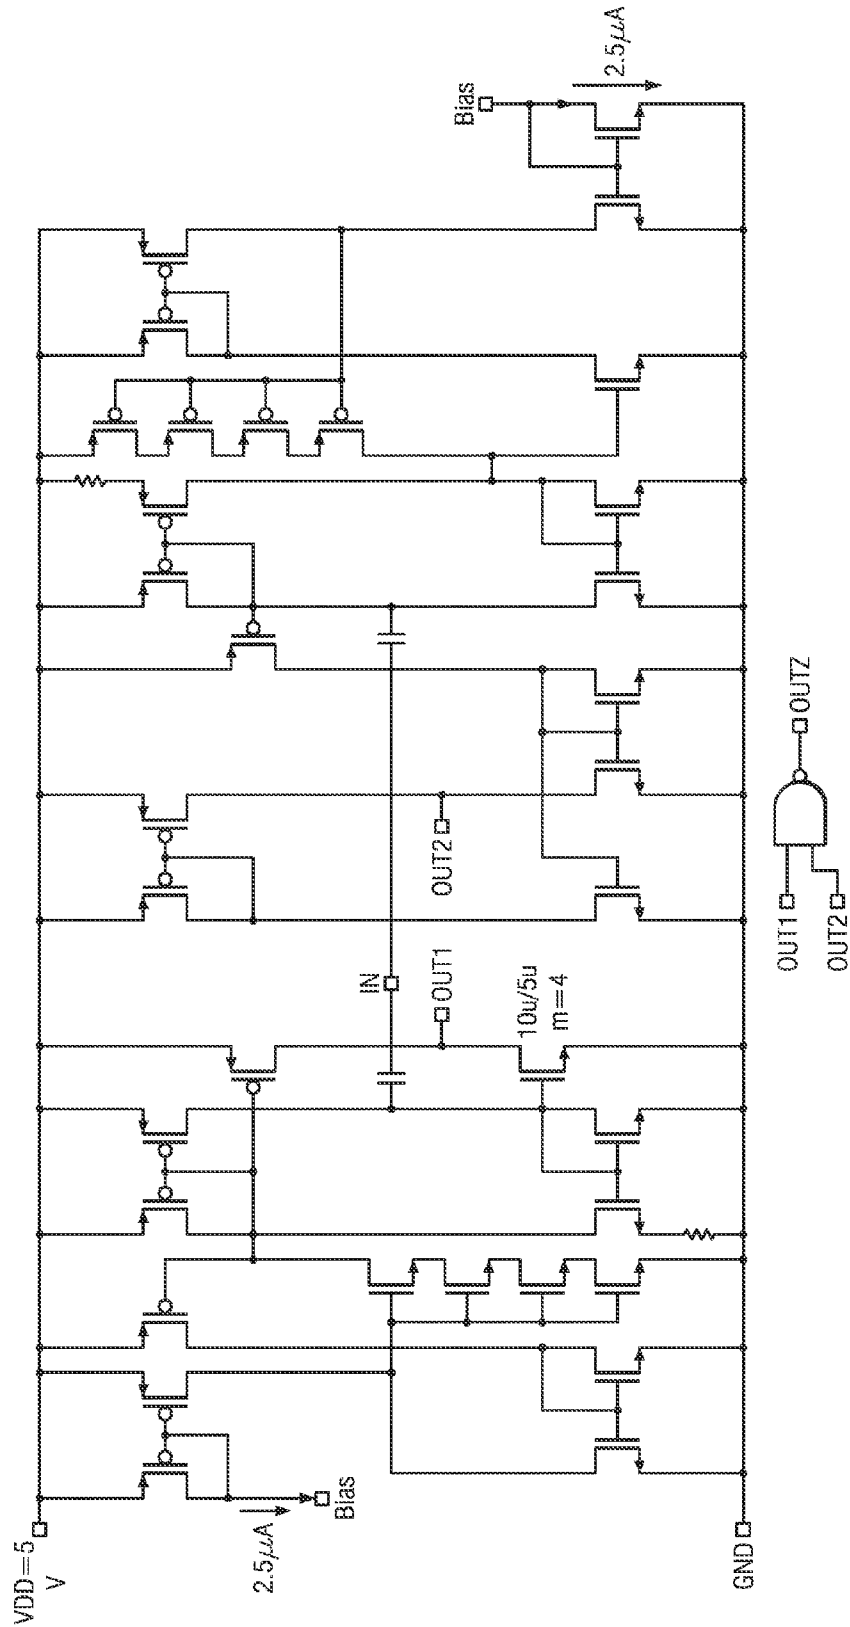 VDD=5
V
2.5μA
Bias
GND
IN
OUT1
10u/5u
m=4
OUT2
OUT1
OUT2
OUTZ
Bias
2.5μA